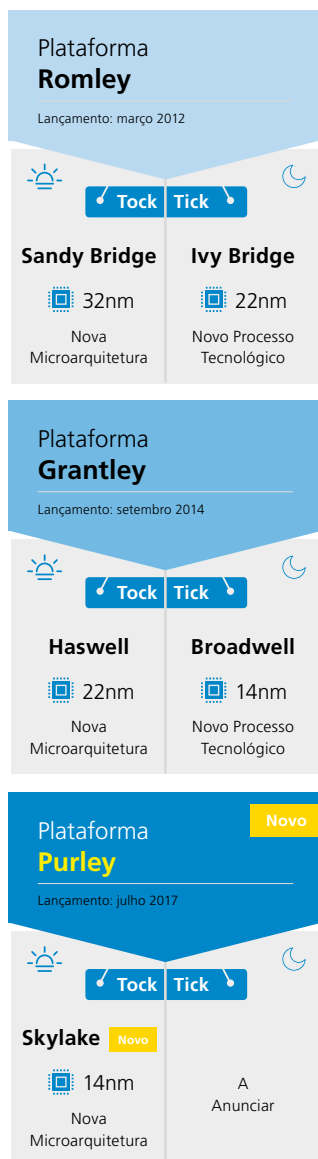 Plataforma
Romley
Lançamento: março 2012
Tock Tick
Sandy Bridge
32nm
Nova
Microarquitetura
Ivy Bridge
22nm
Novo Processo
Tecnológico
Plataforma
Grantley
Lançamento: setembro 2014
Tock Tick
Haswell
22nm
Nova
Microarquitetura
Broadwell
14nm
Novo Processo
Tecnológico
Novo
Plataforma
Purley
Lançamento: julho 2017
Tock Tick
Skylake Novo
14nm
Nova
Microarquitetura
A
Anunciar